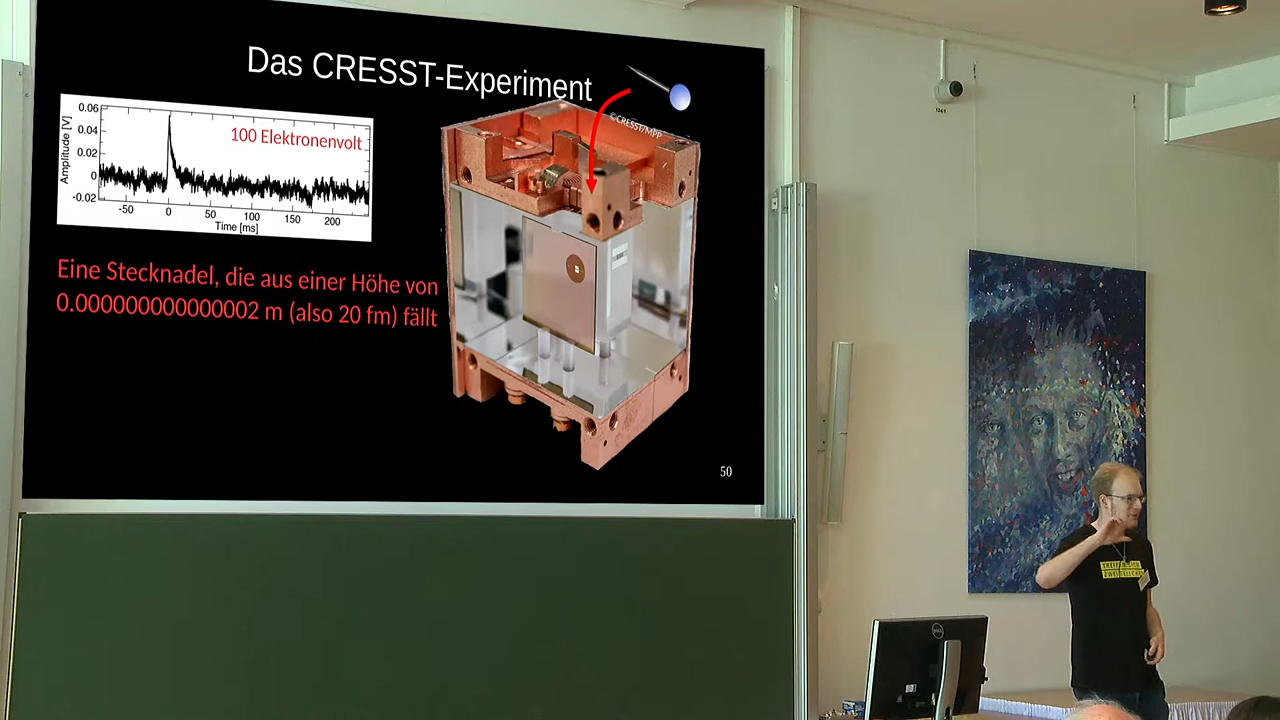 Das CRESST-Experiment
©CRESST/MPP
0.06
0.04
0.02
0
-0.02
Amplitude [V]
100 Elektronenvolt
-50 0 50 100 150 200
Time [ms]
Eine Stecknadel, die aus einer Höhe von
0.000000000000002 m (also 20 fm) fällt
50
DELL